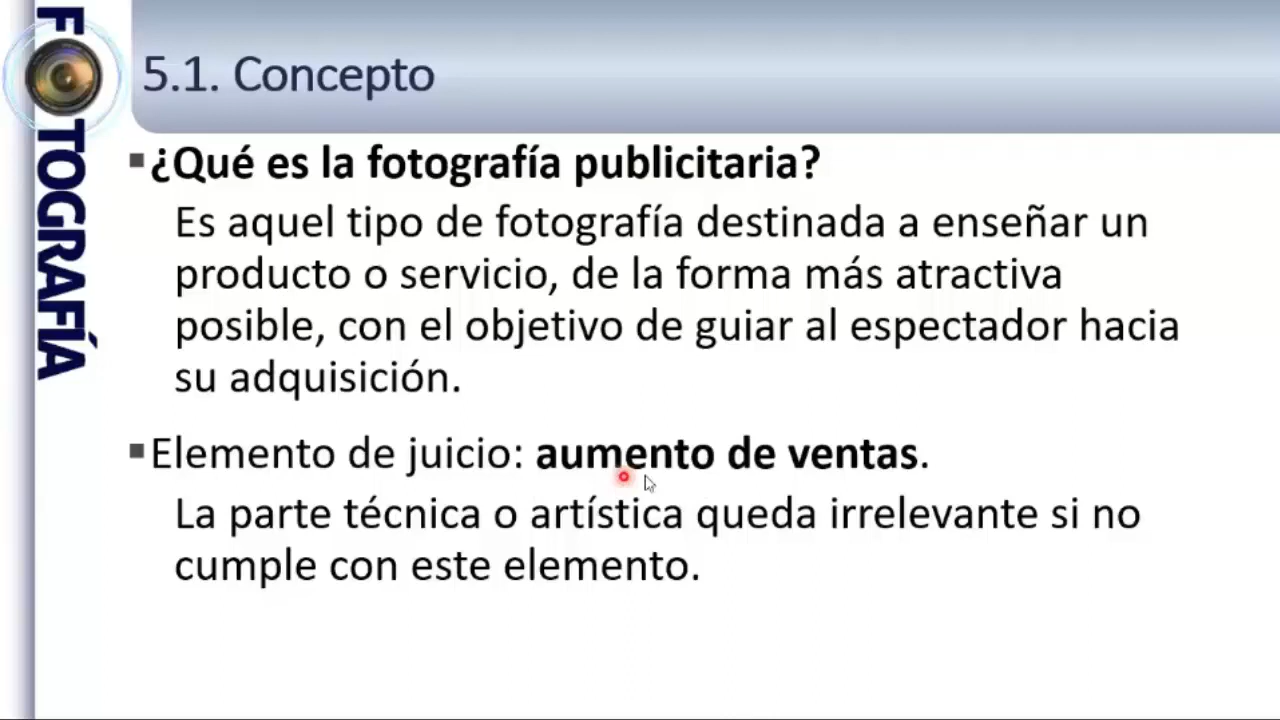 FOTOGRAFÍA
5.1. Concepto
¿Qué es la fotografía publicitaria?
Es aquel tipo de fotografía destinada a enseñar un
producto o servicio, de la forma más atractiva
posible, con el objetivo de guiar al espectador hacia
su adquisición.
Elemento de juicio: aumento de ventas.
La parte técnica o artística queda irrelevante si no
cumple con este elemento.